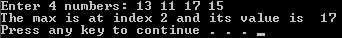 Enter 4 numbers: 13 11 17 15
The max is at index 2 and its value is  17
Press any key to continue . . . _